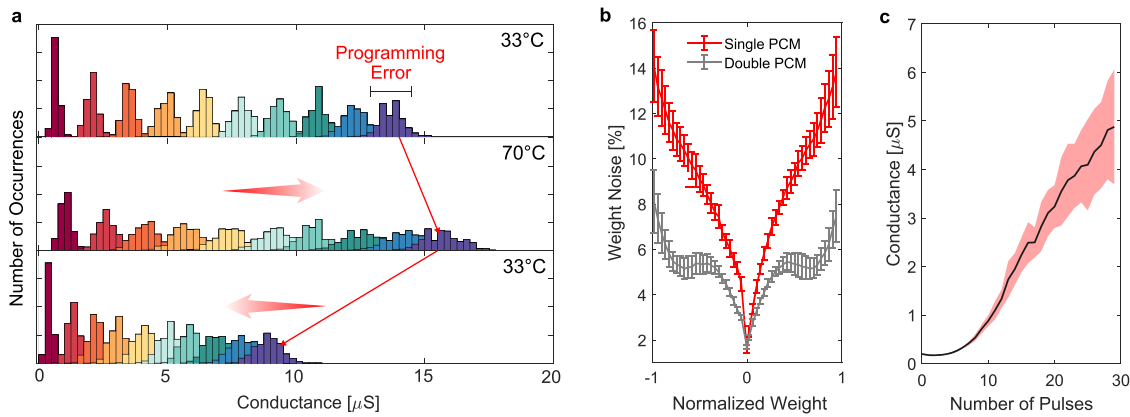 a
33°C
Programming
Error
70°C
33°C
Number of Occurrences
0
5
10
15
20
Conductance [μS]
b
16
14
12
10
8
6
4
2
Weight Noise [%]
Single PCM
Double PCM
-1
0
1
Normalized Weight
c
7
6
5
4
3
2
1
0
Conductance [μS]
0
10
20
30
Number of Pulses